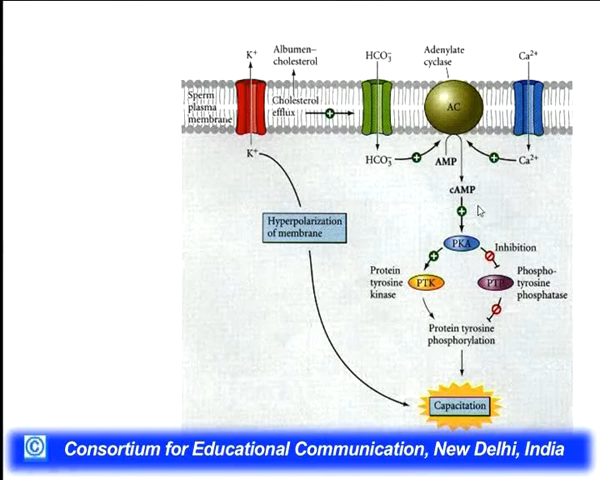 K+
Albumen–
cholesterol
HCO3−
Adenylate
cyclase
Ca2+
Sperm
plasma
membrane
Cholesterol
efflux
AC
K+
HCO3−
AMP
Ca2+
cAMP
Hyperpolarization
of membrane
PKA
Inhibition
Protein
tyrosine
kinase
PTK
PTP
Phospho-
tyrosine
phosphatase
Protein tyrosine
phosphorylation
Capacitation
© Consortium for Educational Communication, New Delhi, India